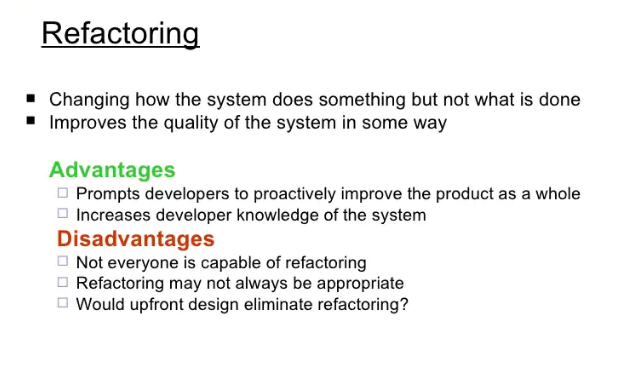 Refactoring
Changing how the system does something but not what is done
Improves the quality of the system in some way
Advantages
Prompts developers to proactively improve the product as a whole
Increases developer knowledge of the system
Disadvantages
Not everyone is capable of refactoring
Refactoring may not always be appropriate
Would upfront design eliminate refactoring?